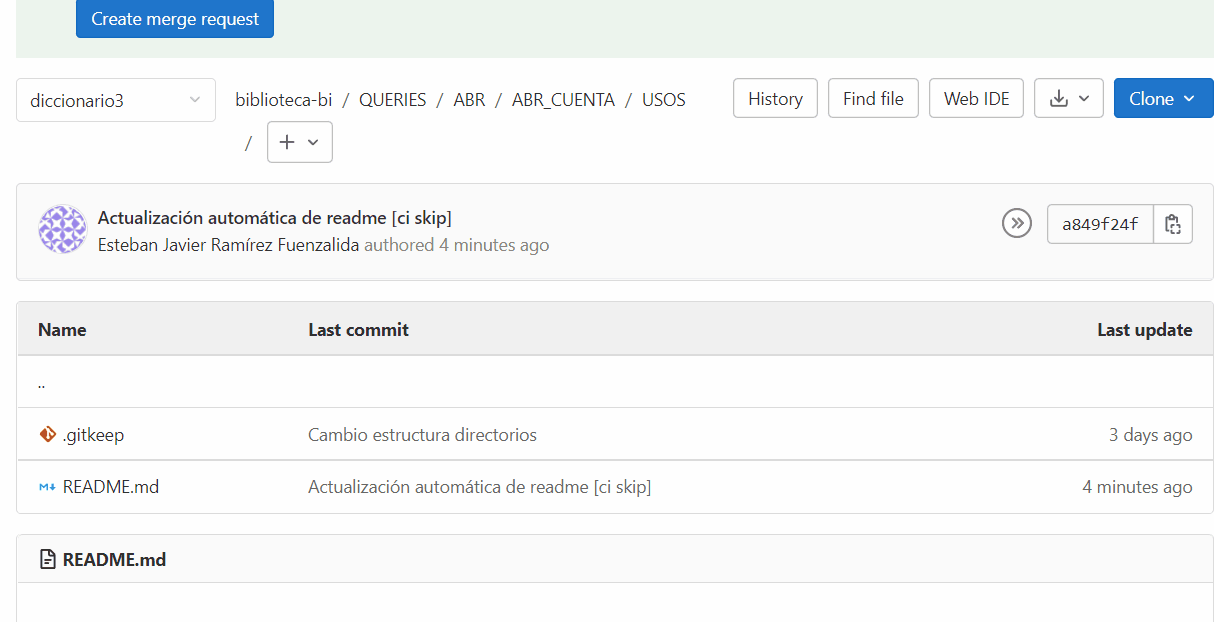 Create merge request
diccionario3
biblioteca-bi / QUERIES / ABR / ABR_CUENTA / USOS
/
History
Find file
Web IDE
Clone
Actualización automática de readme [ci skip]
Esteban Javier Ramírez Fuenzalida authored 4 minutes ago
a849f24f
Name Last commit Last update
..
.gitkeep Cambio estructura directorios 3 days ago
README.md Actualización automática de readme [ci skip] 4 minutes ago
README.md